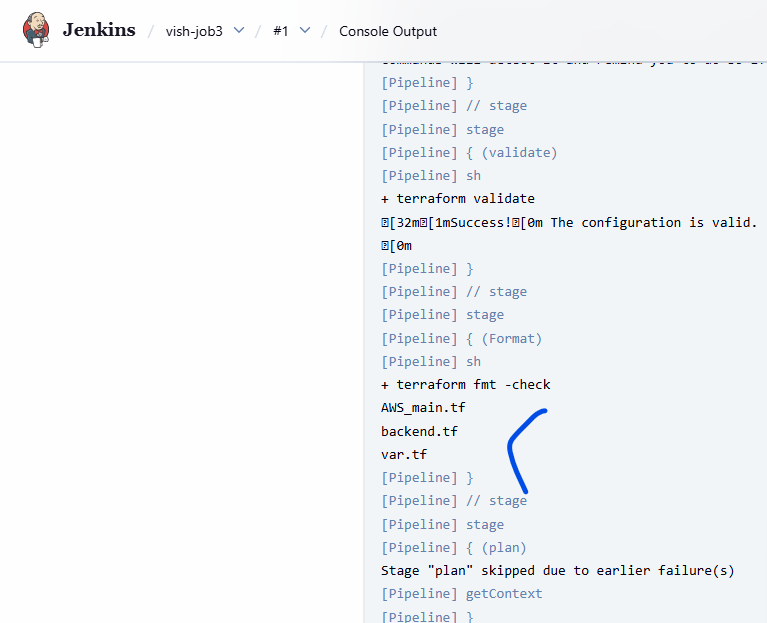 Jenkins / vish-job3 / #1 / Console Output
[Pipeline] }
[Pipeline] // stage
[Pipeline] stage
[Pipeline] { (validate)
[Pipeline] sh
+ terraform validate
[32m[1mSuccess![0m The configuration is valid.
[0m
[Pipeline] }
[Pipeline] // stage
[Pipeline] stage
[Pipeline] { (Format)
[Pipeline] sh
+ terraform fmt -check
AWS_main.tf
backend.tf
var.tf
[Pipeline] }
[Pipeline] // stage
[Pipeline] stage
[Pipeline] { (plan)
Stage "plan" skipped due to earlier failure(s)
[Pipeline] getContext
[Pipeline] }